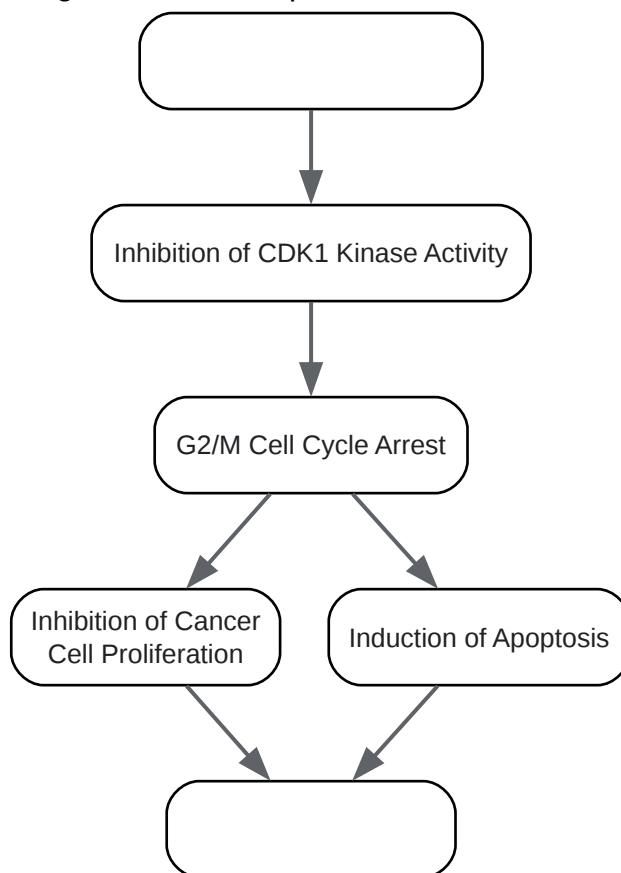 Inhibition of CDK1 Kinase Activity
G2/M Cell Cycle Arrest
Inhibition of Cancer
Cell Proliferation
Induction of Apoptosis